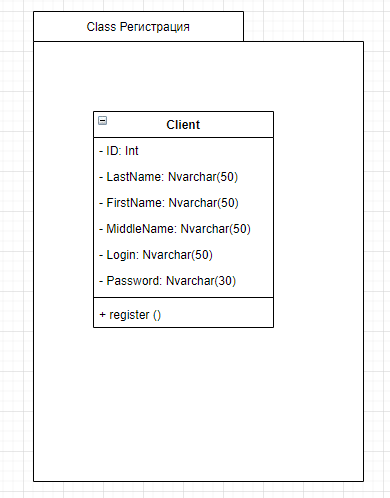 Class Регистрация
Client
- ID: Int
- LastName: Nvarchar(50)
- FirstName: Nvarchar(50)
- MiddleName: Nvarchar(50)
- Login: Nvarchar(50)
- Password: Nvarchar(30)
+ register ()